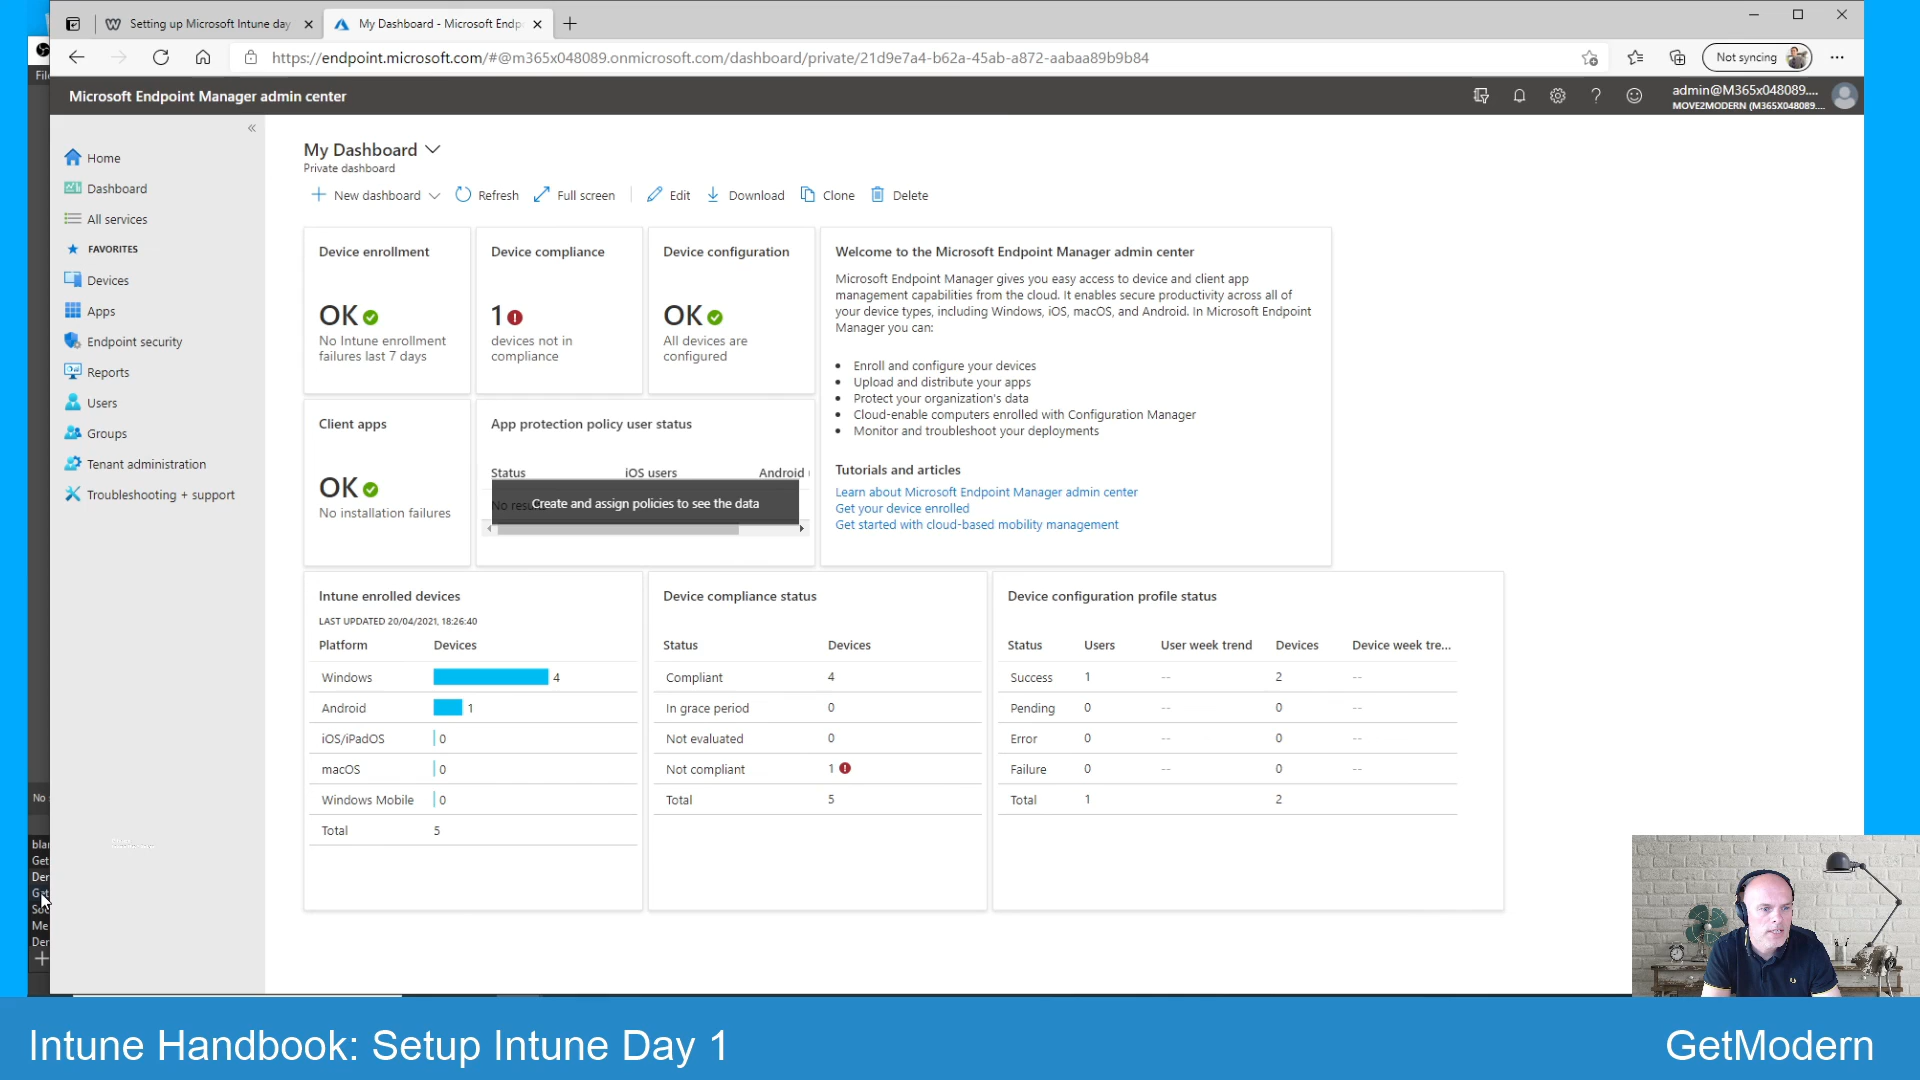 Setting up Microsoft Intune day
My Dashboard - Microsoft Endp
https://endpoint.microsoft.com/#@m365x048089.onmicrosoft.com/dashboard/private/21d9e7a4-b62a-45ab-a872-aabaa89b9b84
Not syncing
Microsoft Endpoint Manager admin center
admin@M365x048089....
MOVE2MODERN (M365X048089....
Home
Dashboard
All services
FAVORITES
Devices
Apps
Endpoint security
Reports
Users
Groups
Tenant administration
Troubleshooting + support
My Dashboard
Private dashboard
New dashboard
Refresh
Full screen
Edit
Download
Clone
Delete
Device enrollment
OK
No Intune enrollment
failures last 7 days
Device compliance
1
devices not in
compliance
Device configuration
OK
All devices are
configured
Welcome to the Microsoft Endpoint Manager admin center
Microsoft Endpoint Manager gives you easy access to device and client app
management capabilities from the cloud. It enables secure productivity across all of
your device types, including Windows, iOS, macOS, and Android. In Microsoft Endpoint
Manager you can:
• Enroll and configure your devices
• Upload and distribute your apps
• Protect your organization's data
• Cloud-enable computers enrolled with Configuration Manager
• Monitor and troubleshoot your deployments
Tutorials and articles
Learn about Microsoft Endpoint Manager admin center
Get your device enrolled
Get started with cloud-based mobility management
Client apps
OK
No installation failures
App protection policy user status
Status iOS users Android
Create and assign policies to see the data
Intune enrolled devices
LAST UPDATED 20/04/2021, 18:26:40
Platform Devices
Windows 4
Android 1
iOS/iPadOS 0
macOS 0
Windows Mobile 0
Total 5
Device compliance status
Status Devices
Compliant 4
In grace period 0
Not evaluated 0
Not compliant 1
Total 5
Device configuration profile status
Status Users User week trend Devices Device week tre...
Success 1 -- 2 --
Pending 0 -- 0 --
Error 0 -- 0 --
Failure 0 -- 0 --
Total 1 2
No
Get
Me
Intune Handbook: Setup Intune Day 1
GetModern